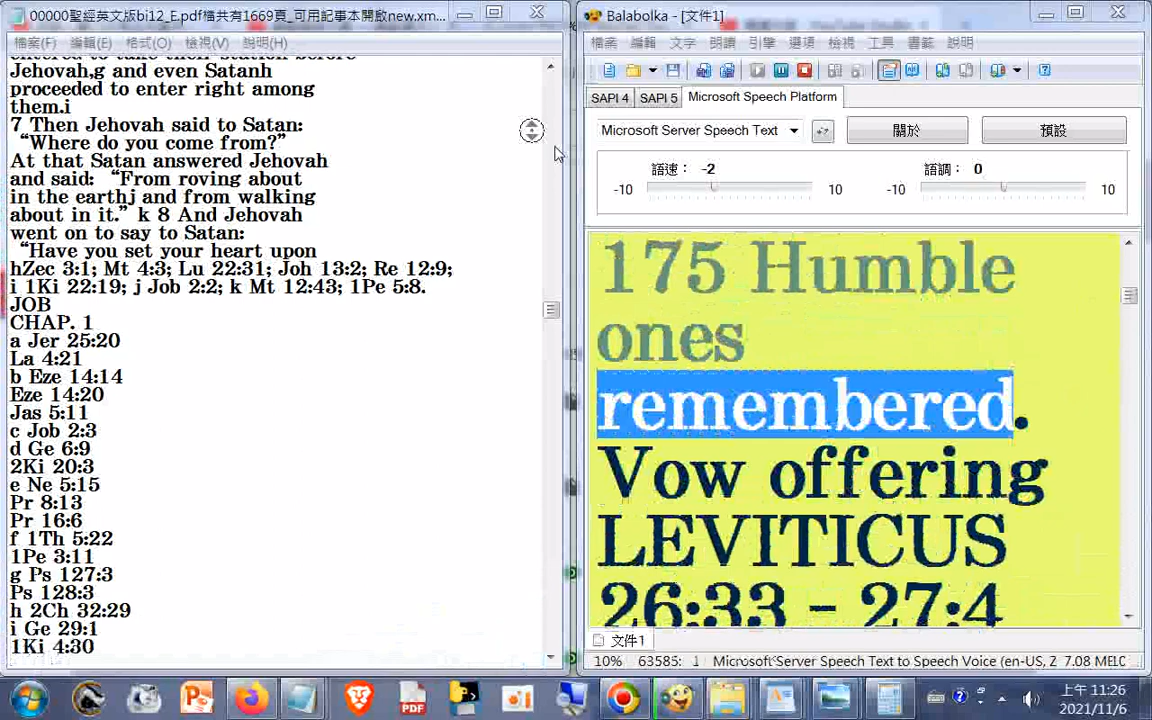 00000聖經英文版bi12_E.pdf檔共有1669頁_可用記事本開啟new.xm...
檔案(F) 編輯(E) 格式(O) 檢視(V) 說明(H)
entered to take their station before
Jehovah,g and even Satanh
proceeded to enter right among
them.i
7 Then Jehovah said to Satan:
“Where do you come from?”
At that Satan answered Jehovah
and said: “From roving about
in the earthj and from walking
about in it.” k 8 And Jehovah
went on to say to Satan:
“Have you set your heart upon
hZec 3:1; Mt 4:3; Lu 22:31; Joh 13:2; Re 12:9;
i 1Ki 22:19; j Job 2:2; k Mt 12:43; 1Pe 5:8.
JOB
CHAP. 1
a Jer 25:20
La 4:21
b Eze 14:14
Eze 14:20
Jas 5:11
c Job 2:3
d Ge 6:9
2Ki 20:3
e Ne 5:15
Pr 8:13
Pr 16:6
f 1Th 5:22
1Pe 3:11
g Ps 127:3
Ps 128:3
h 2Ch 32:29
i Ge 29:1
1Ki 4:30
Balabolka - [文件1]
檔案 編輯 文字 朗讀 引擎 選項 檢視 工具 書籤 說明
SAPI 4 SAPI 5 Microsoft Speech Platform
Microsoft Server Speech Text 關於 預設
語速： -2 語調： 0
-10 10 -10 10
175 Humble
ones
remembered.
Vow offering
LEVITICUS
26:33 - 27:4
文件1
10% 63585: 1 Microsoft Server Speech Text to Speech Voice (en-US, 2 7.08 MELC
PDF
上午 11:26
2021/11/6